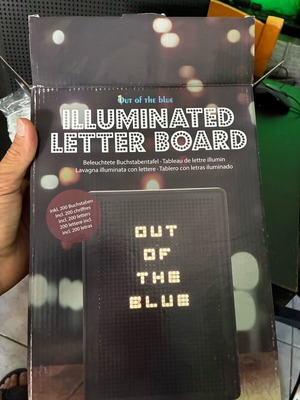 Out of the blue
ILLUMINATED
LETTER BOARD
Beleuchtete Buchstabentafel · Tableau de lettre illumin
Lavagna illuminata con lettere · Tablero con letras iluminado
inkl. 200 Buchstaben
incl. 200 chriffres
incl. 200 letters
200 lettere incl.
incl. 200 letras
OUT
OF
THE
BLUE